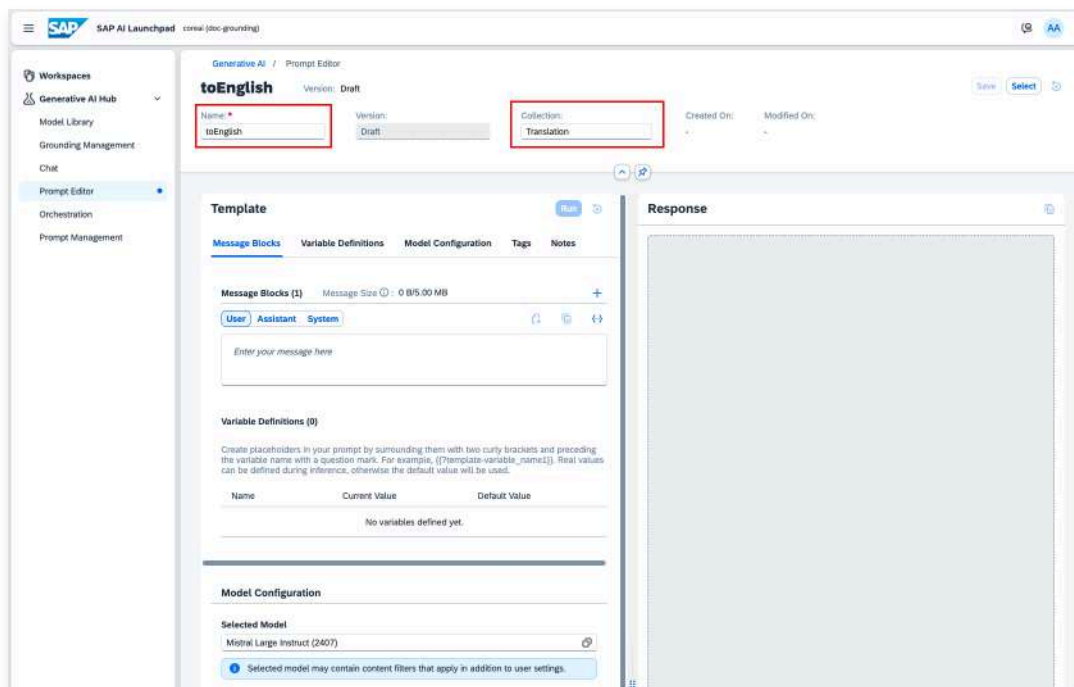 SAP SAP AI Launchpad coreai (doc-grounding) AA
Workspaces
Generative AI Hub
Model Library
Grounding Management
Chat
Prompt Editor
Orchestration
Prompt Management
Generative AI / Prompt Editor
toEnglish Version: Draft Save Select
Name: * Version: Collection: Created On: Modified On:
toEnglish Draft Translation - -
Template Run
Message Blocks Variable Definitions Model Configuration Tags Notes
Message Blocks (1) Message Size : 0 B/5.00 MB
User Assistant System
Enter your message here
Variable Definitions (0)
Create placeholders in your prompt by surrounding them with two curly brackets and preceding
the variable name with a question mark. For example, {{?template-variable_name1}}. Real values
can be defined during inference, otherwise the default value will be used.
Name Current Value Default Value
No variables defined yet.
Model Configuration
Selected Model
Mistral Large Instruct (2407)
Selected model may contain content filters that apply in addition to user settings.
Response